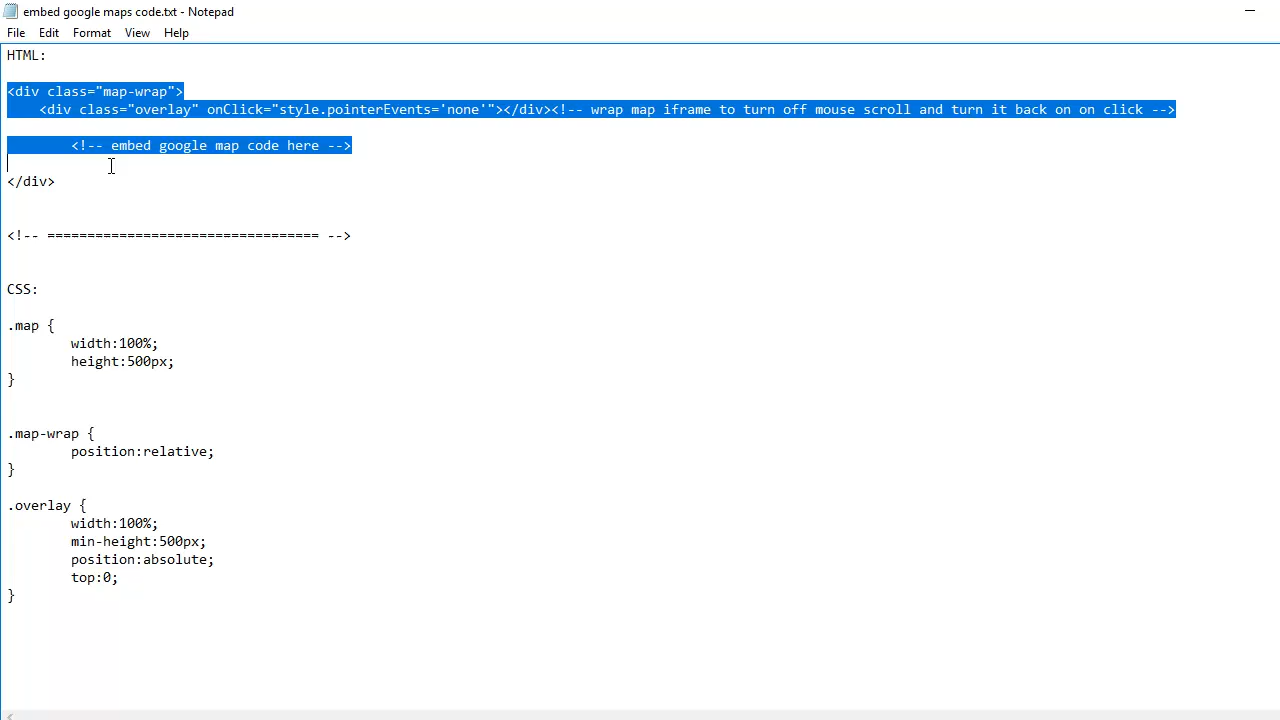 embed google maps code.txt - Notepad
File Edit Format View Help
HTML:
<div class="map-wrap">
<div class="overlay" onClick="style.pointerEvents='none'"></div><!-- wrap map iframe to turn off mouse scroll and turn it back on on click -->
<!-- embed google map code here -->
</div>
<!-- ================================== -->
CSS:
.map {
width:100%;
height:500px;
}
.map-wrap {
position:relative;
}
.overlay {
width:100%;
min-height:500px;
position:absolute;
top:0;
}